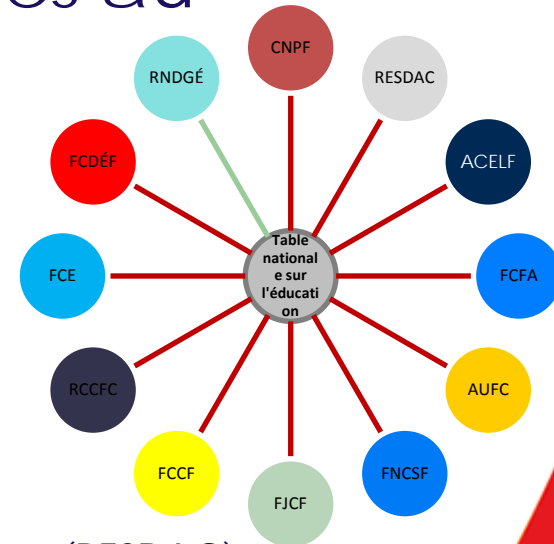 CNPF
RNDGÉ
RESDAC
FCDÉF
ACELF
Table
national
e sur
l'éducati
on
FCE
FCFA
RCCFC
AUFC
FCCF
FNCSF
FJCF